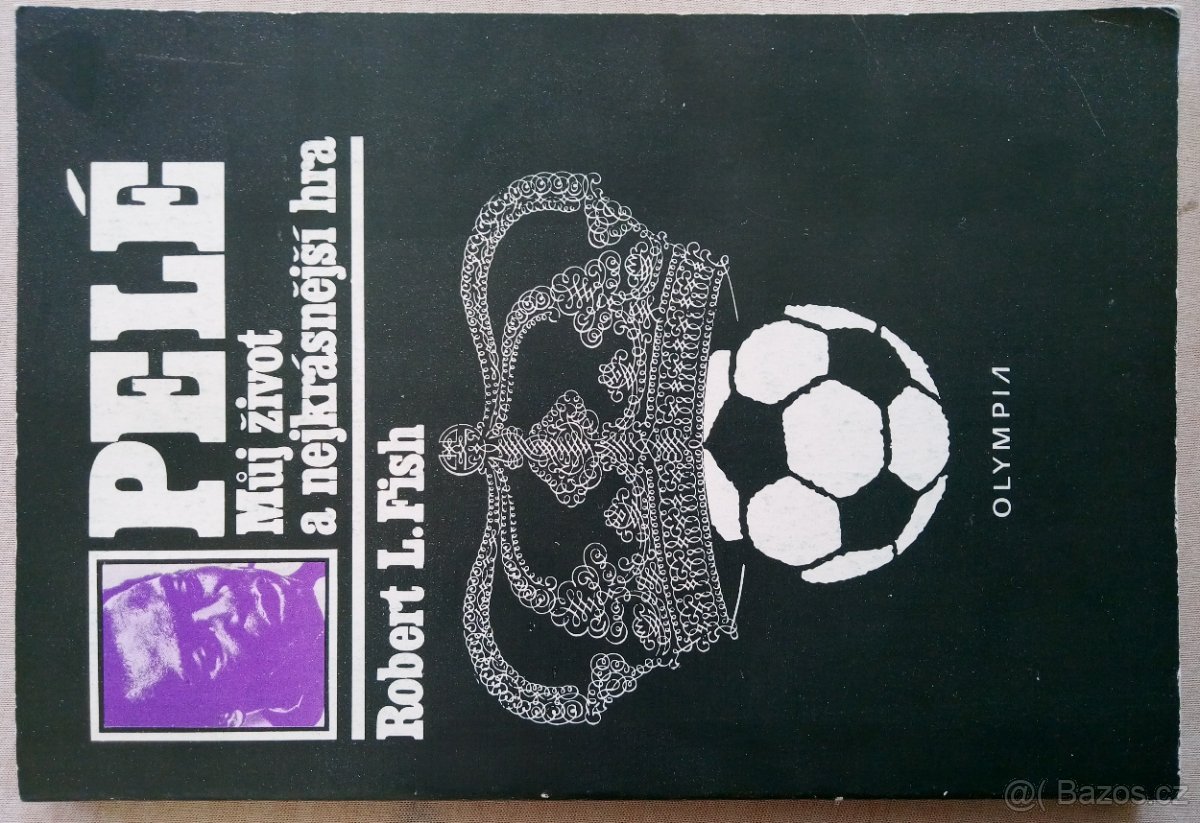 PELÉ
Můj život
a nejkrásnější hra
Robert L. Fish
OLYMPIA
@( Bazos.cz